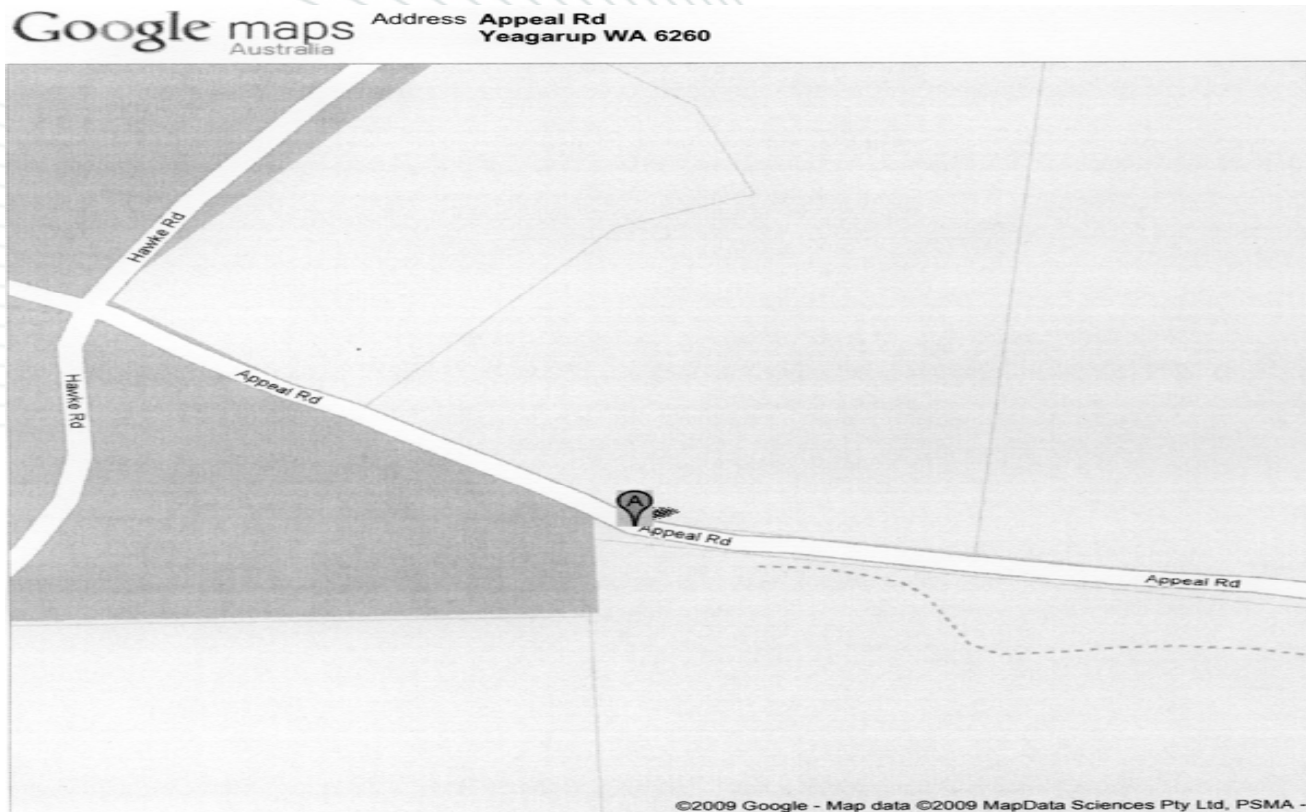 Google maps
Australia
Address Appeal Rd
Yeagarup WA 6260
Hawke Rd
Hawke Rd
Appeal Rd
A
Appeal Rd
Appeal Rd
©2009 Google - Map data ©2009 MapData Sciences Pty Ltd, PSMA -